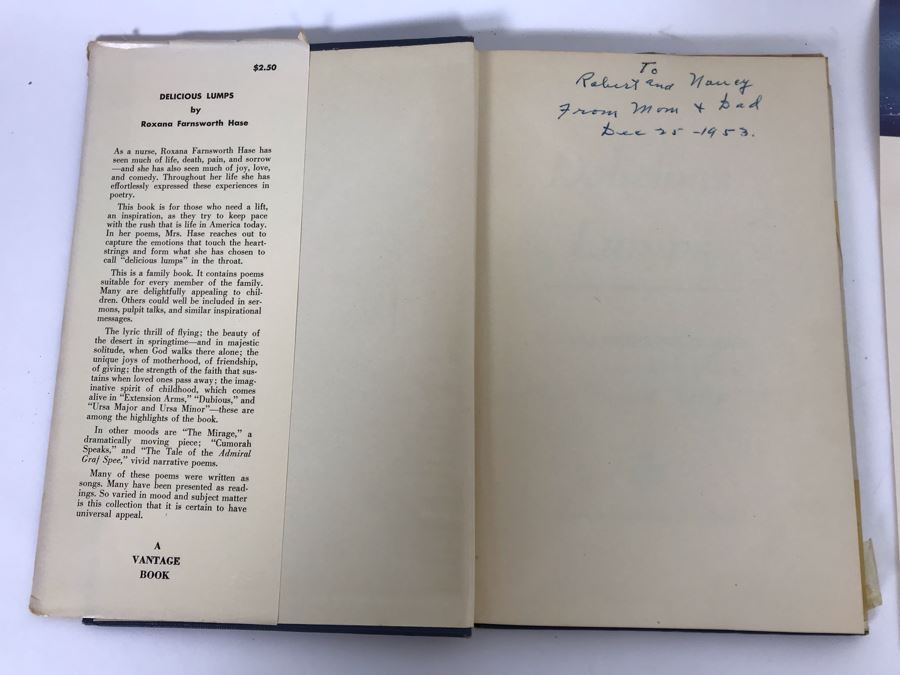 $2.50
DELICIOUS LUMPS
by
Roxana Farnsworth Hase
As a nurse, Roxana Farnsworth Hase has
seen much of life, death, pain, and sorrow
—and she has also seen much of joy, love,
and comedy. Throughout her life she has
effortlessly expressed these experiences in
poetry.
This book is for those who need a lift,
an inspiration, as they try to keep pace
with the rush that is life in America today.
In her poems, Mrs. Hase reaches out to
capture the emotions that touch the heart-
strings and form what she has chosen to
call "delicious lumps" in the throat.
This is a family book. It contains poems
suitable for every member of the family.
Many are delightfully appealing to chil-
dren. Others could well be included in ser-
mons, pulpit talks, and similar inspirational
messages.
The lyric thrill of flying; the beauty of
the desert in springtime—and in majestic
solitude, when God walks there alone; the
unique joys of motherhood, of friendship,
of giving; the strength of the faith that sus-
tains when loved ones pass away; the imag-
inative spirit of childhood, which comes
alive in "Extension Arms," "Dubious," and
"Ursa Major and Ursa Minor"—these are
among the highlights of the book.
In other moods are "The Mirage," a
dramatically moving piece; "Cumorah
Speaks," and "The Tale of the Admiral
Graf Spee," vivid narrative poems.
Many of these poems were written as
songs. Many have been presented as read-
ings. So varied in mood and subject matter
is this collection that it is certain to have
universal appeal.
A
VANTAGE
BOOK
To
Robert and Nancy
From Mom + Dad
Dec 25 - 1953.